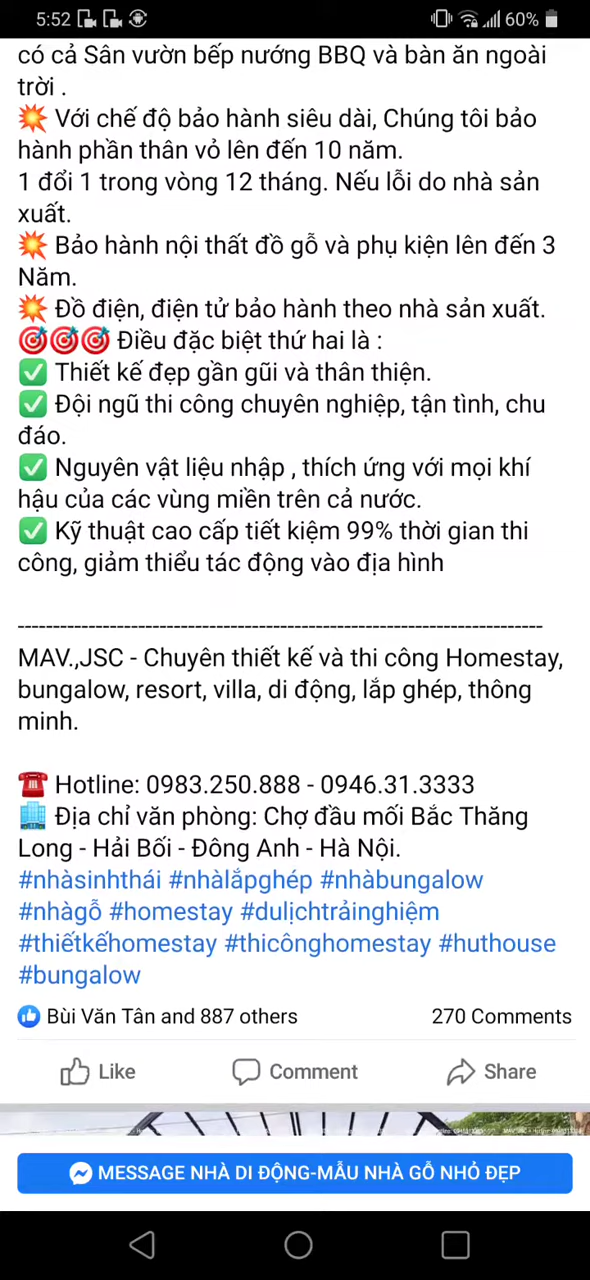 5:52
60%
có cả Sân vườn bếp nướng BBQ và bàn ăn ngoài
trời .
💥 Với chế độ bảo hành siêu dài, Chúng tôi bảo
hành phần thân vỏ lên đến 10 năm.
1 đổi 1 trong vòng 12 tháng. Nếu lỗi do nhà sản
xuất.
💥 Bảo hành nội thất đồ gỗ và phụ kiện lên đến 3
Năm.
💥 Đồ điện, điện tử bảo hành theo nhà sản xuất.
🎯🎯🎯 Điều đặc biệt thứ hai là :
✅ Thiết kế đẹp gần gũi và thân thiện.
✅ Đội ngũ thi công chuyên nghiệp, tận tình, chu
đáo.
✅ Nguyên vật liệu nhập , thích ứng với mọi khí
hậu của các vùng miền trên cả nước.
✅ Kỹ thuật cao cấp tiết kiệm 99% thời gian thi
công, giảm thiểu tác động vào địa hình
---------------------------------------------------------------------------
MAV.,JSC - Chuyên thiết kế và thi công Homestay,
bungalow, resort, villa, di động, lắp ghép, thông
minh.
☎️ Hotline: 0983.250.888 - 0946.31.3333
🏢 Địa chỉ văn phòng: Chợ đầu mối Bắc Thăng
Long - Hải Bối - Đông Anh - Hà Nội.
#nhàsinhthái #nhàlắpghép #nhàbungalow
#nhàgỗ #homestay #dulịchtrảinghiệm
#thiếtkếhomestay #thicônghomestay #huthouse
#bungalow
Bùi Văn Tân and 887 others
270 Comments
Like
Comment
Share
MESSAGE NHÀ DI ĐỘNG-MẪU NHÀ GỖ NHỎ ĐẸP